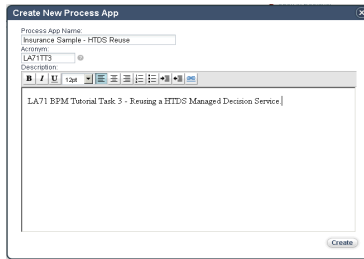 Create New Process App
Process App Name:
Insurance Sample - HTDS Reuse
Acronym:
LA71TT3
Description:
B I U 12pt
LA71 BPM Tutorial Task 3 - Reusing a HTDS Managed Decision Service.
Create